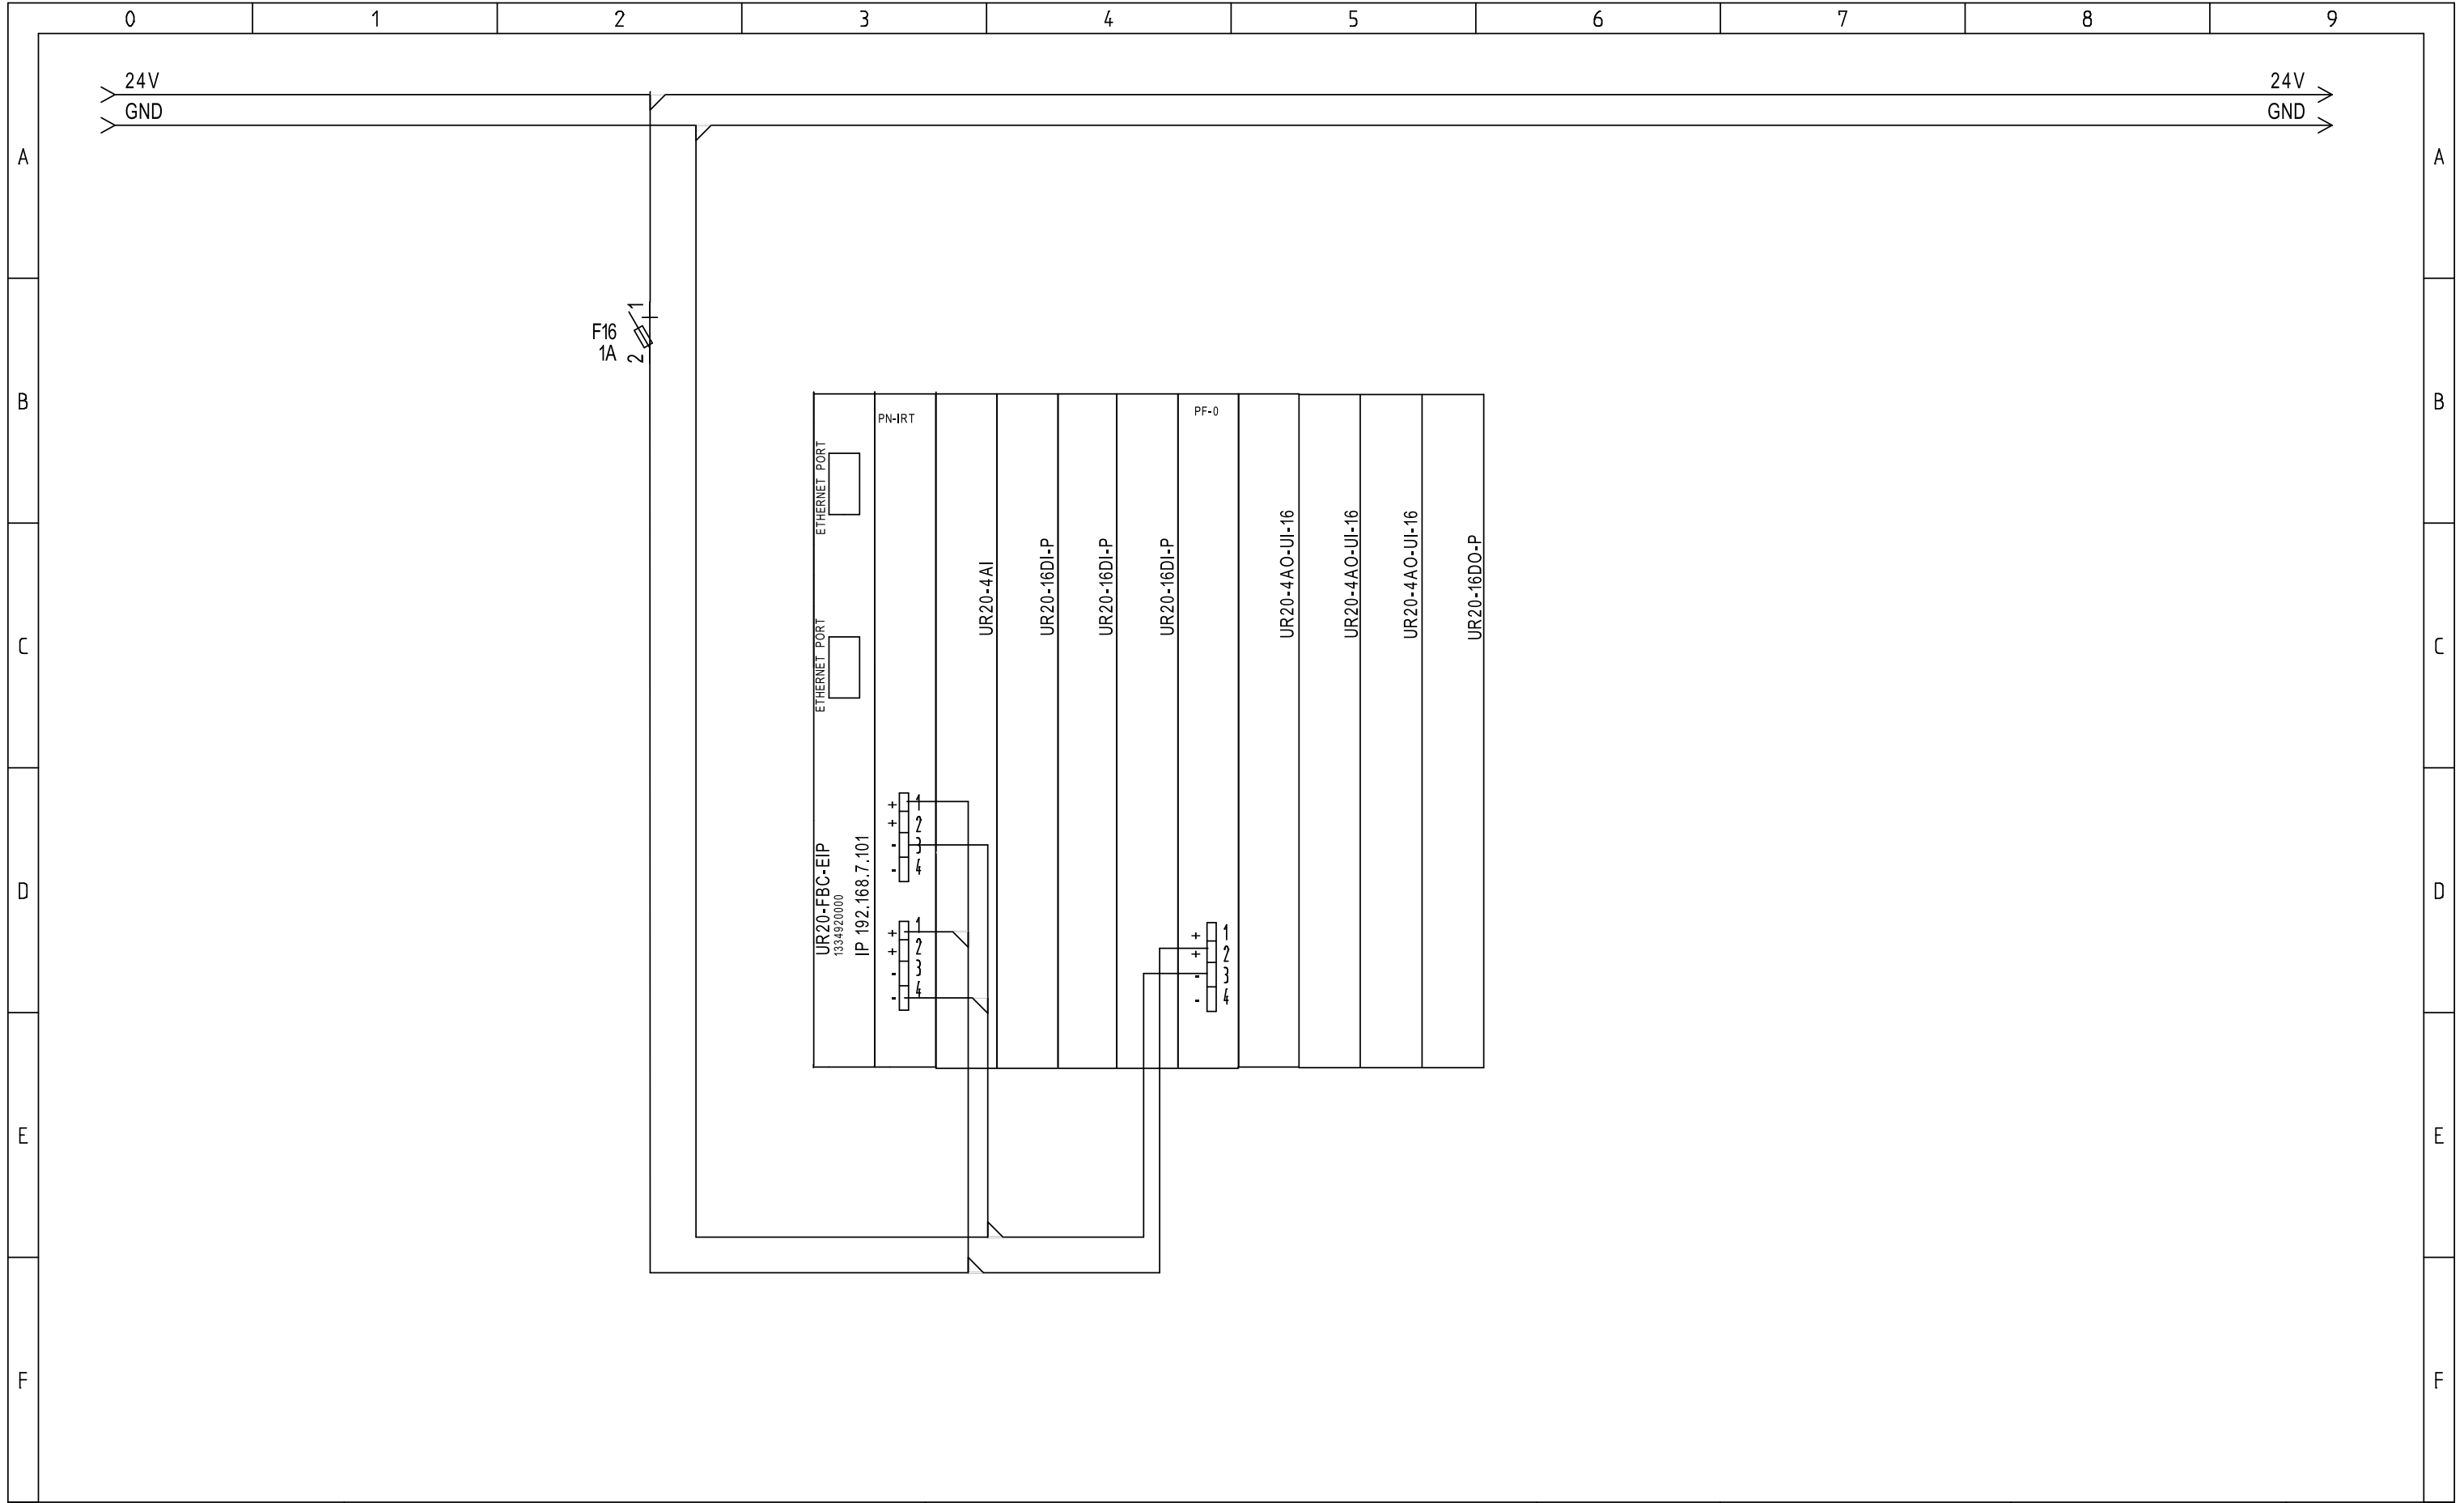 0 1 2 3 4 5 6 7 8 9
24V 24V
GND GND
A A
1
F16
1A
2
B B
PN-IRT PF-0
ETHERNET PORT
ETHERNET PORT
UR20-4AI
UR20-16DI-P
UR20-16DI-P
UR20-16DI-P
UR20-4AO-UI-16
UR20-4AO-UI-16
UR20-4AO-UI-16
UR20-16DO-P
C C
UR20-FBC-EIP
1334920000
IP 192.168.7.101
+ 1
+ 2
- 3
- 4
D D
+ 1
+ 2
- 3
- 4
+ 1
+ 2
- 3
- 4
E E
F F